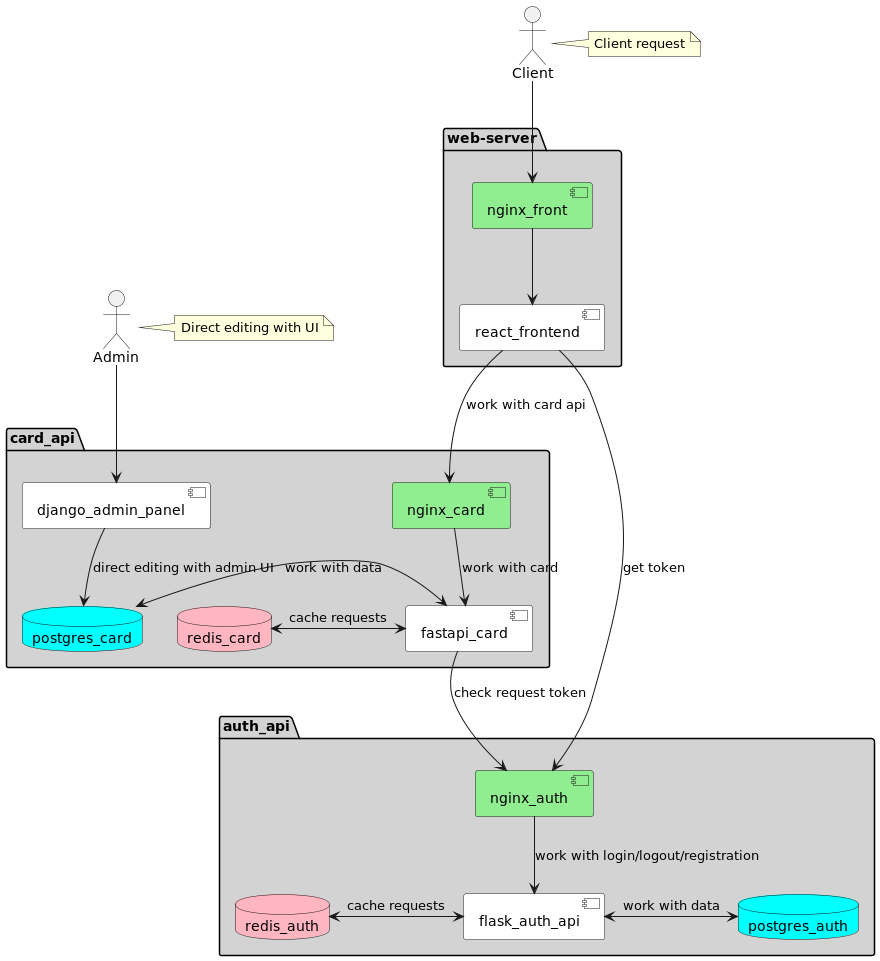 Client request
Client
web-server
nginx_front
Direct editing with UI
react_frontend
Admin
work with card api
card_api
django_admin_panel
nginx_card
direct editing with admin UI
work with data
work with card
get token
cache requests
postgres_card
redis_card
fastapi_card
check request token
auth_api
nginx_auth
work with login/logout/registration
cache requests
work with data
redis_auth
flask_auth_api
postgres_auth